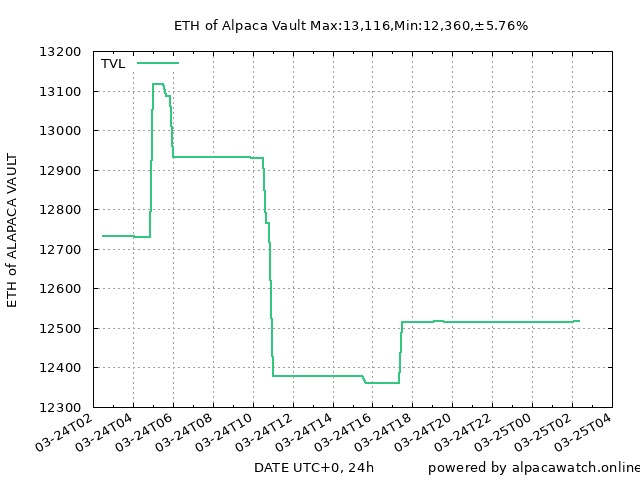 ETH of Alpaca Vault Max:13,116,Min:12,360,±5.76%
13200
TVL
13100
13000
12900
12800
12700
12600
12500
12400
12300
ETH of ALAPACA VAULT
03-24T02
03-24T04
03-24T06
03-24T08
03-24T10
03-24T12
03-24T14
03-24T16
03-24T18
03-24T20
03-24T22
03-25T00
03-25T02
03-25T04
DATE UTC+0, 24h
powered by alpacawatch.online